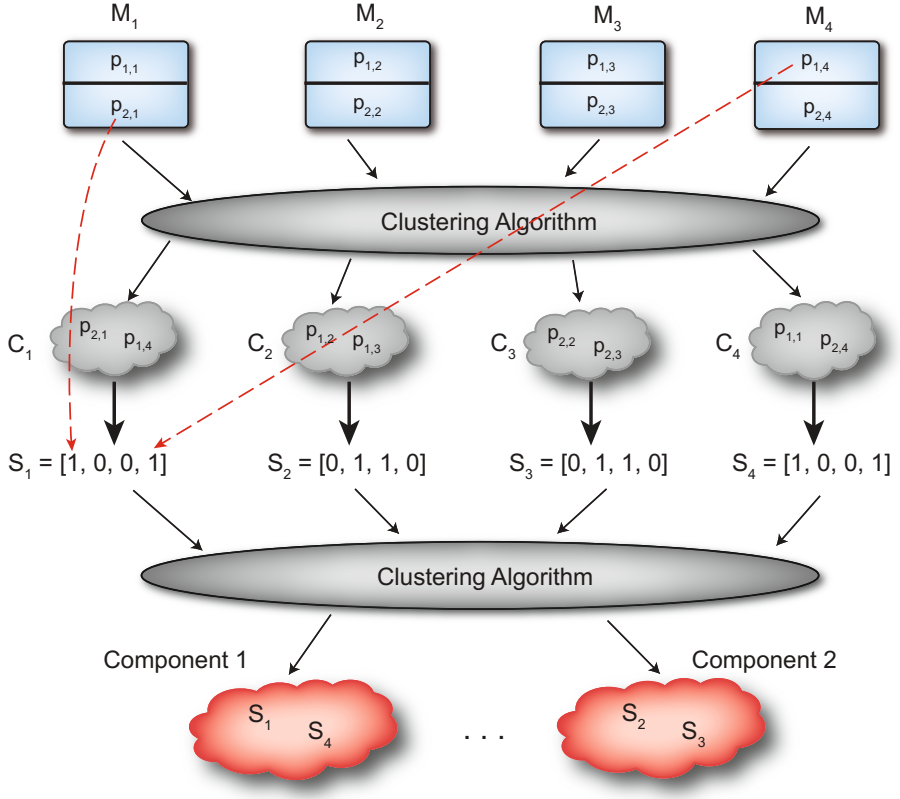 M₁ M₂ M₃ M₄
p₁,₁ p₁,₂ p₁,₃ p₁,₄
p₂,₁ p₂,₂ p₂,₃ p₂,₄
Clustering Algorithm
C₁ p₂,₁ p₁,₄ C₂ p₁,₂ p₁,₃ C₃ p₂,₂ p₂,₃ C₄ p₁,₁ p₂,₄
S₁ = [1, 0, 0, 1] S₂ = [0, 1, 1, 0] S₃ = [0, 1, 1, 0] S₄ = [1, 0, 0, 1]
Clustering Algorithm
Component 1 Component 2
S₁ S₄ . . . S₂ S₃